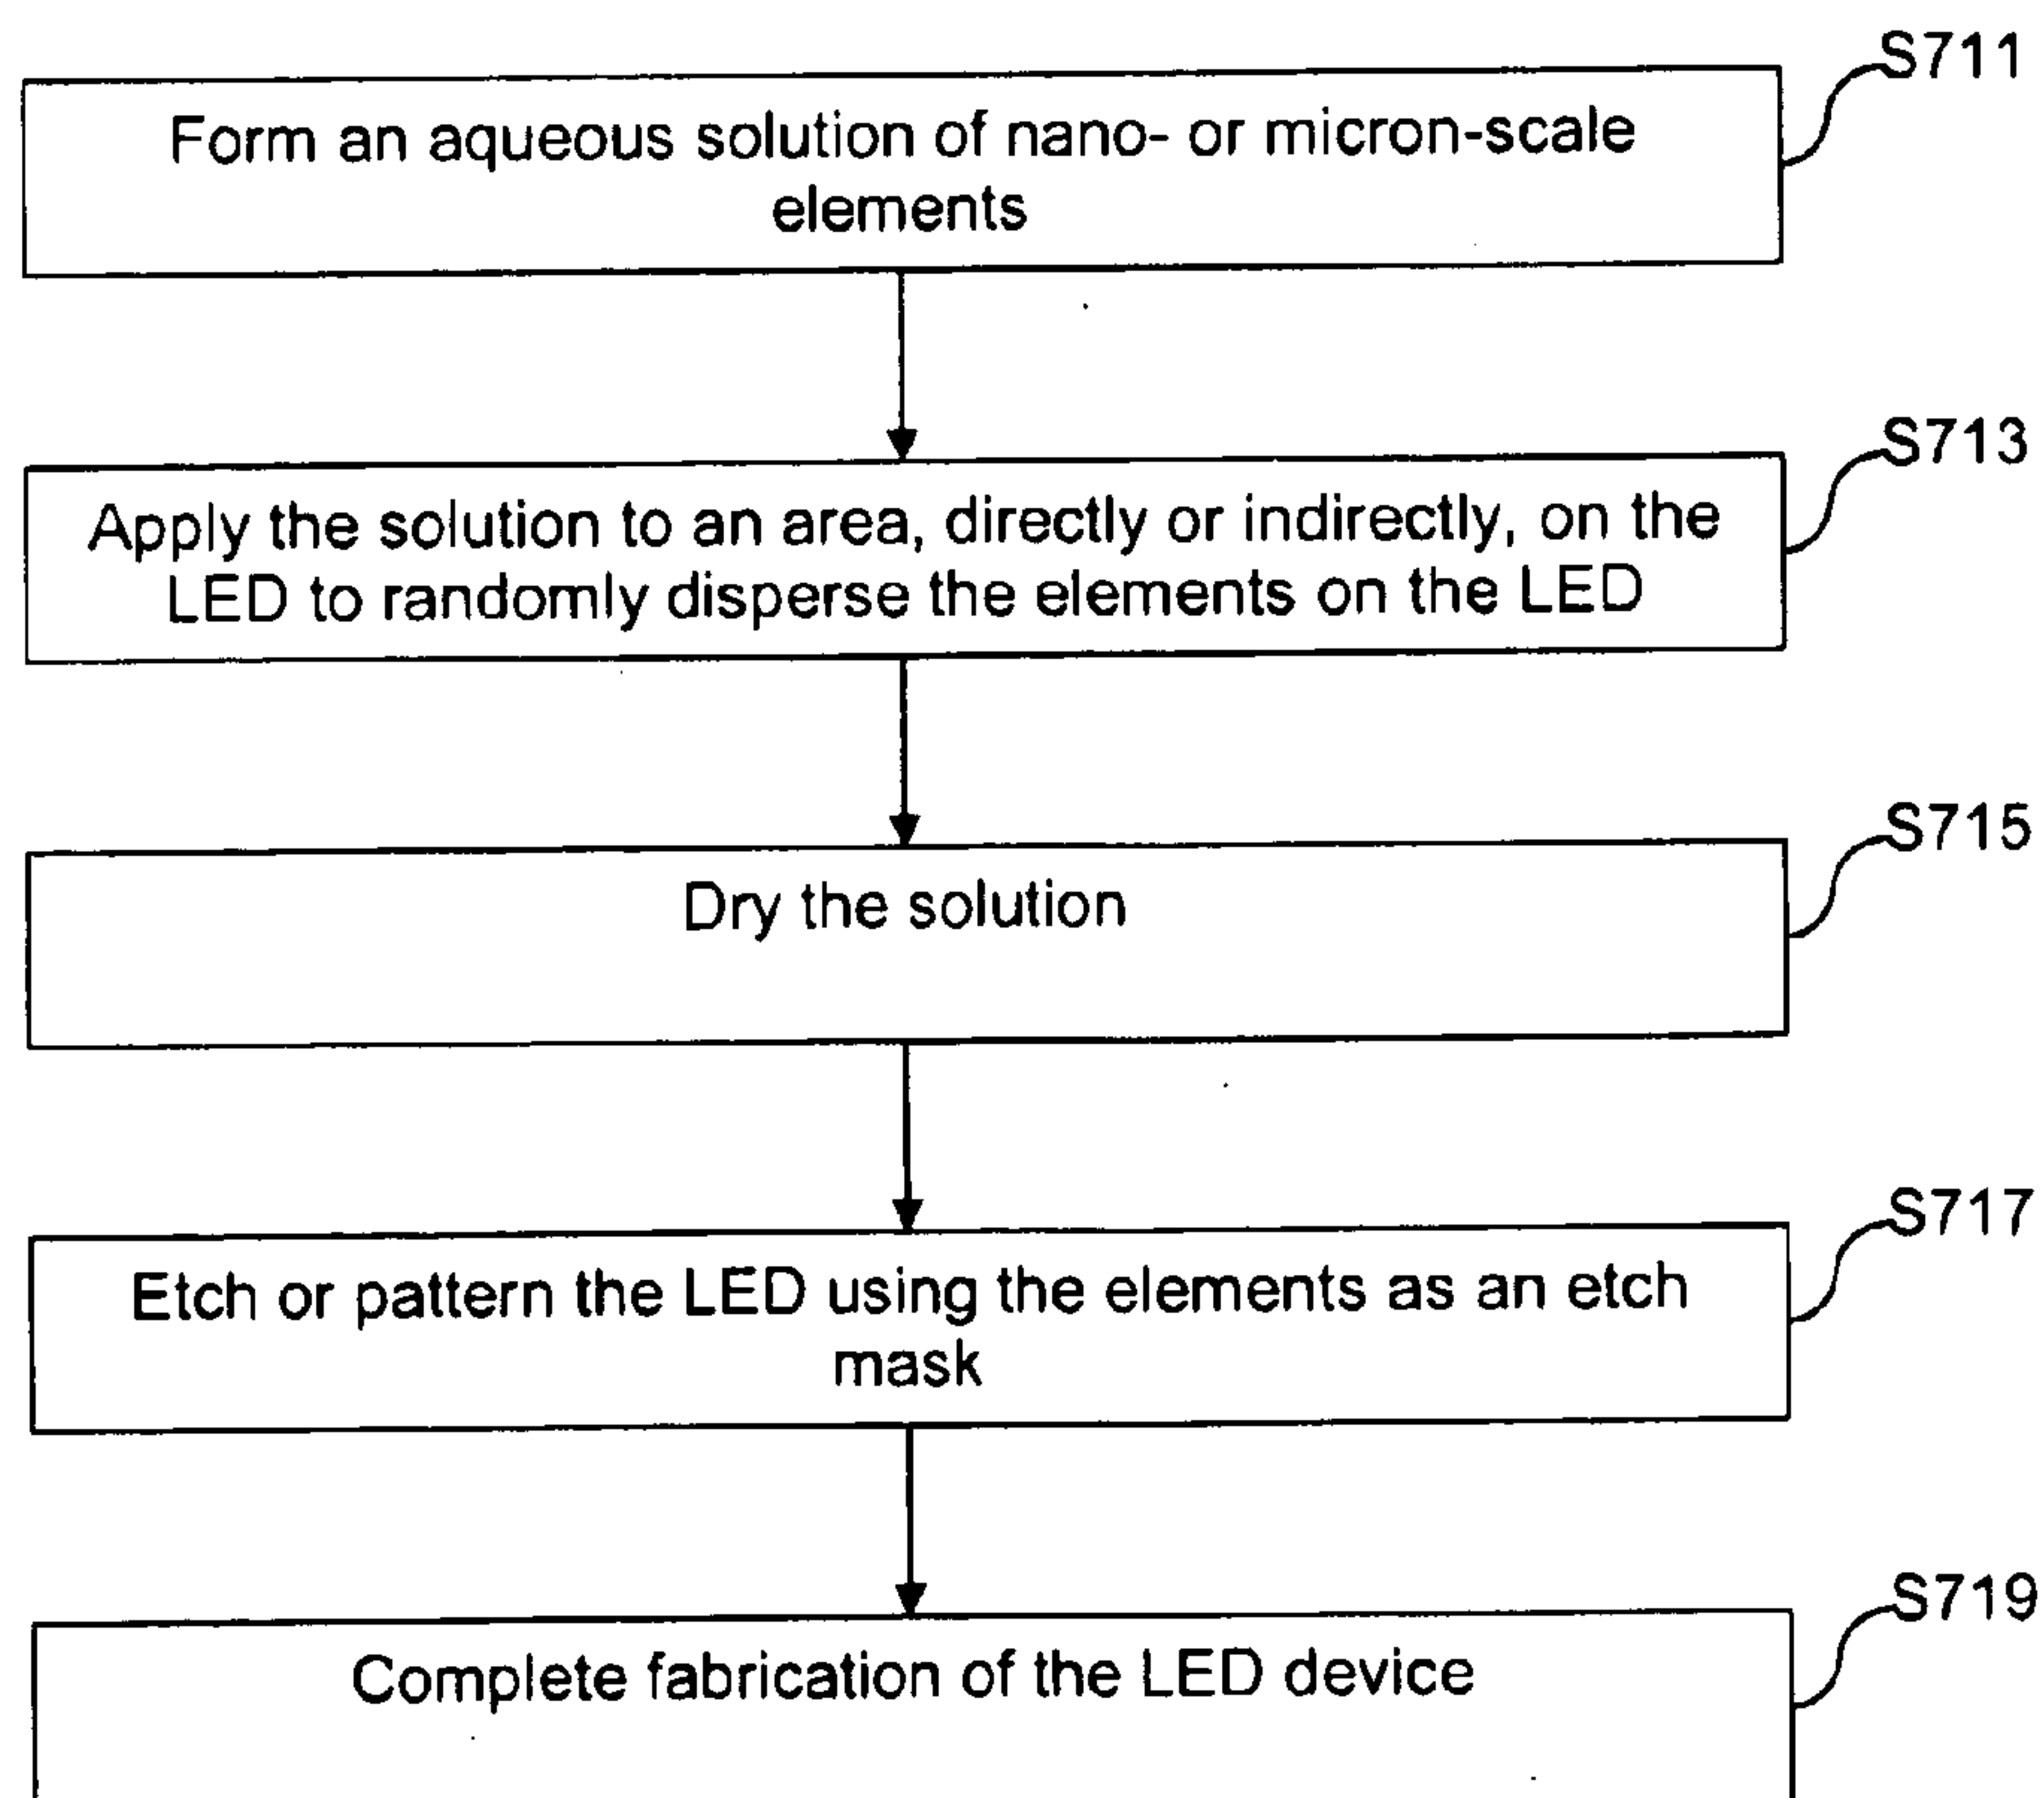 S711
Form an aqueous solution of nano- or micron-scale
elements
S713
Apply the solution to an area, directly or indirectly, on the
LED to randomly disperse the elements on the LED
S715
Dry the solution
S717
Etch or pattern the LED using the elements as an etch
mask
S719
Complete fabrication of the LED device